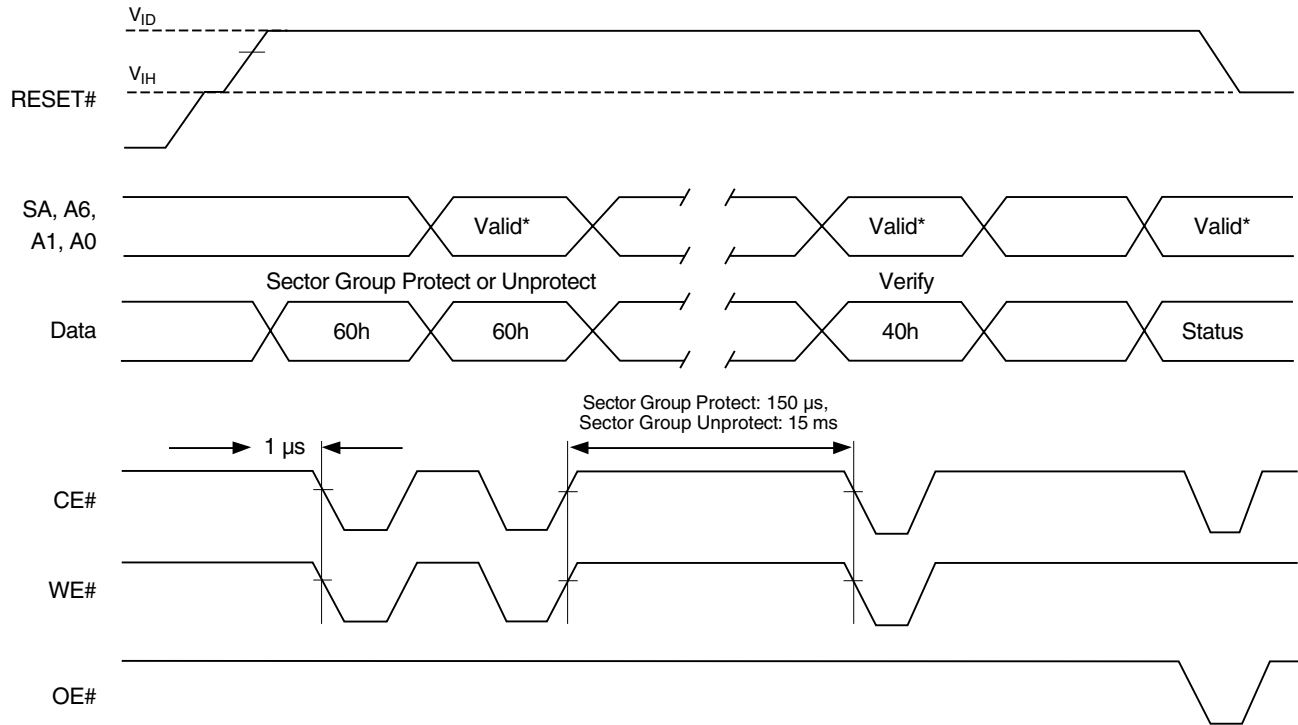 VID
VIH
RESET#
SA, A6,
A1, A0
Valid*
Valid*
Valid*
Sector Group Protect or Unprotect
Verify
Data
60h
60h
40h
Status
Sector Group Protect: 150 µs,
Sector Group Unprotect: 15 ms
1 µs
CE#
WE#
OE#